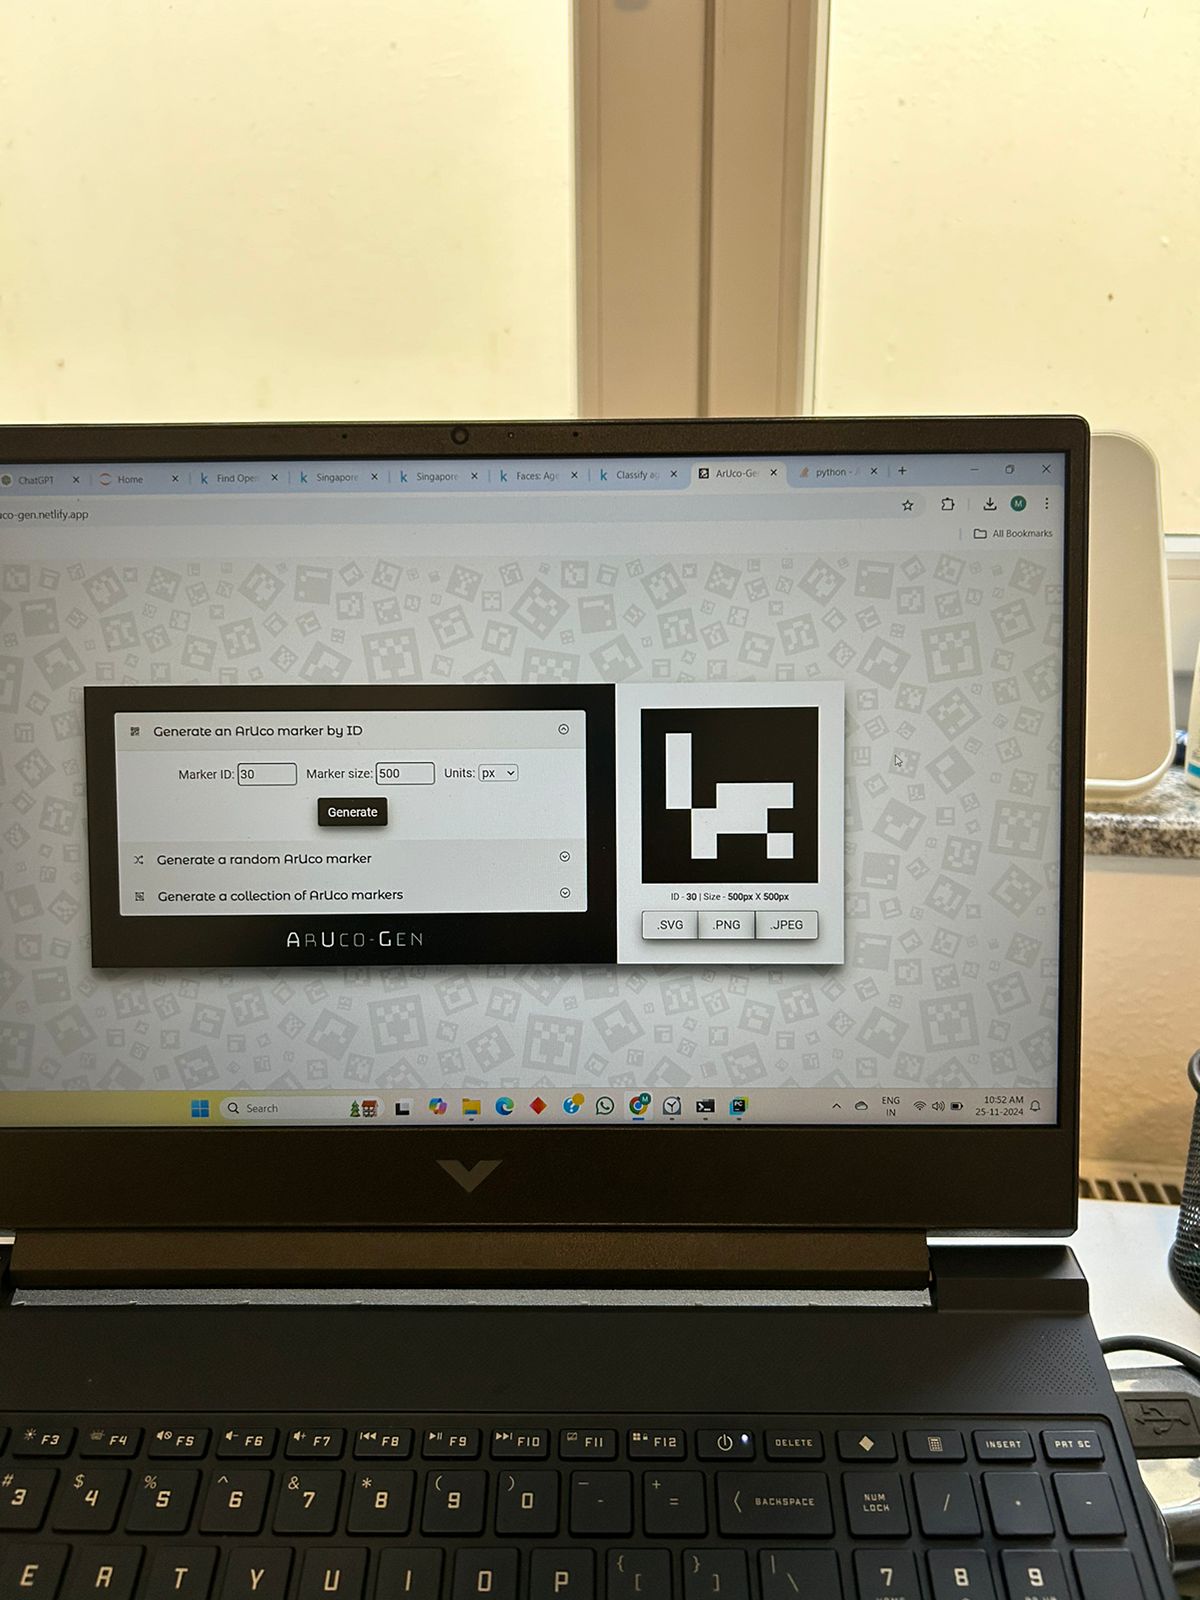 ChatGPT
Home
Find Open
Singapore
Singapore
Faces: Age
Classify ag
ArUco-Ge
python -
uco-gen.netlify.app
M
All Bookmarks
Generate an ArUco marker by ID
Marker ID: 30 Marker size: 500 Units: px
Generate
Generate a random ArUco marker
Generate a collection of ArUco markers
ArUco-Gen
ID - 30 | Size - 500px X 500px
.SVG .PNG .JPEG
Search
ENG
IN
10:52 AM
25-11-2024
F3 F4 F5 F6 F7 F8 F9 F10 F11 F12 DELETE INSERT PRT SC
# $ % ^ & * ( ) _ +
3 4 5 6 7 8 9 0 - = BACKSPACE NUM LOCK / * -
E R T Y U I O P { [ } ] | \ 7 8 9